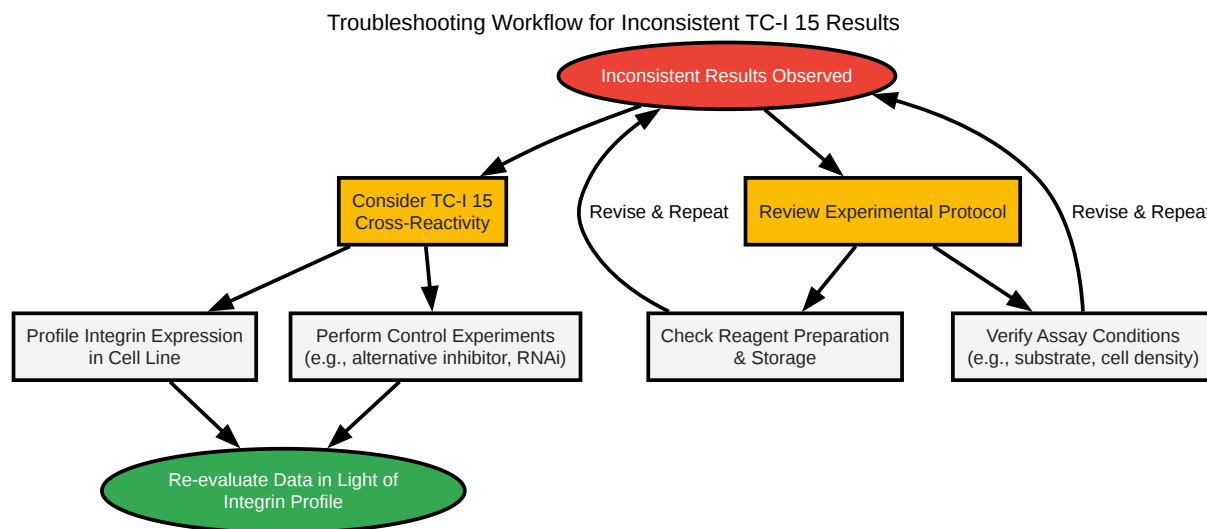 Troubleshooting Workflow for Inconsistent TC-I 15 Results
Inconsistent Results Observed
Consider TC-I 15
Cross-Reactivity
Revise & Repeat
Review Experimental Protocol
Revise & Repeat
Profile Integrin Expression
in Cell Line
Perform Control Experiments
(e.g., alternative inhibitor, RNAi)
Check Reagent Preparation
& Storage
Verify Assay Conditions
(e.g., substrate, cell density)
Re-evaluate Data in Light of
Integrin Profile